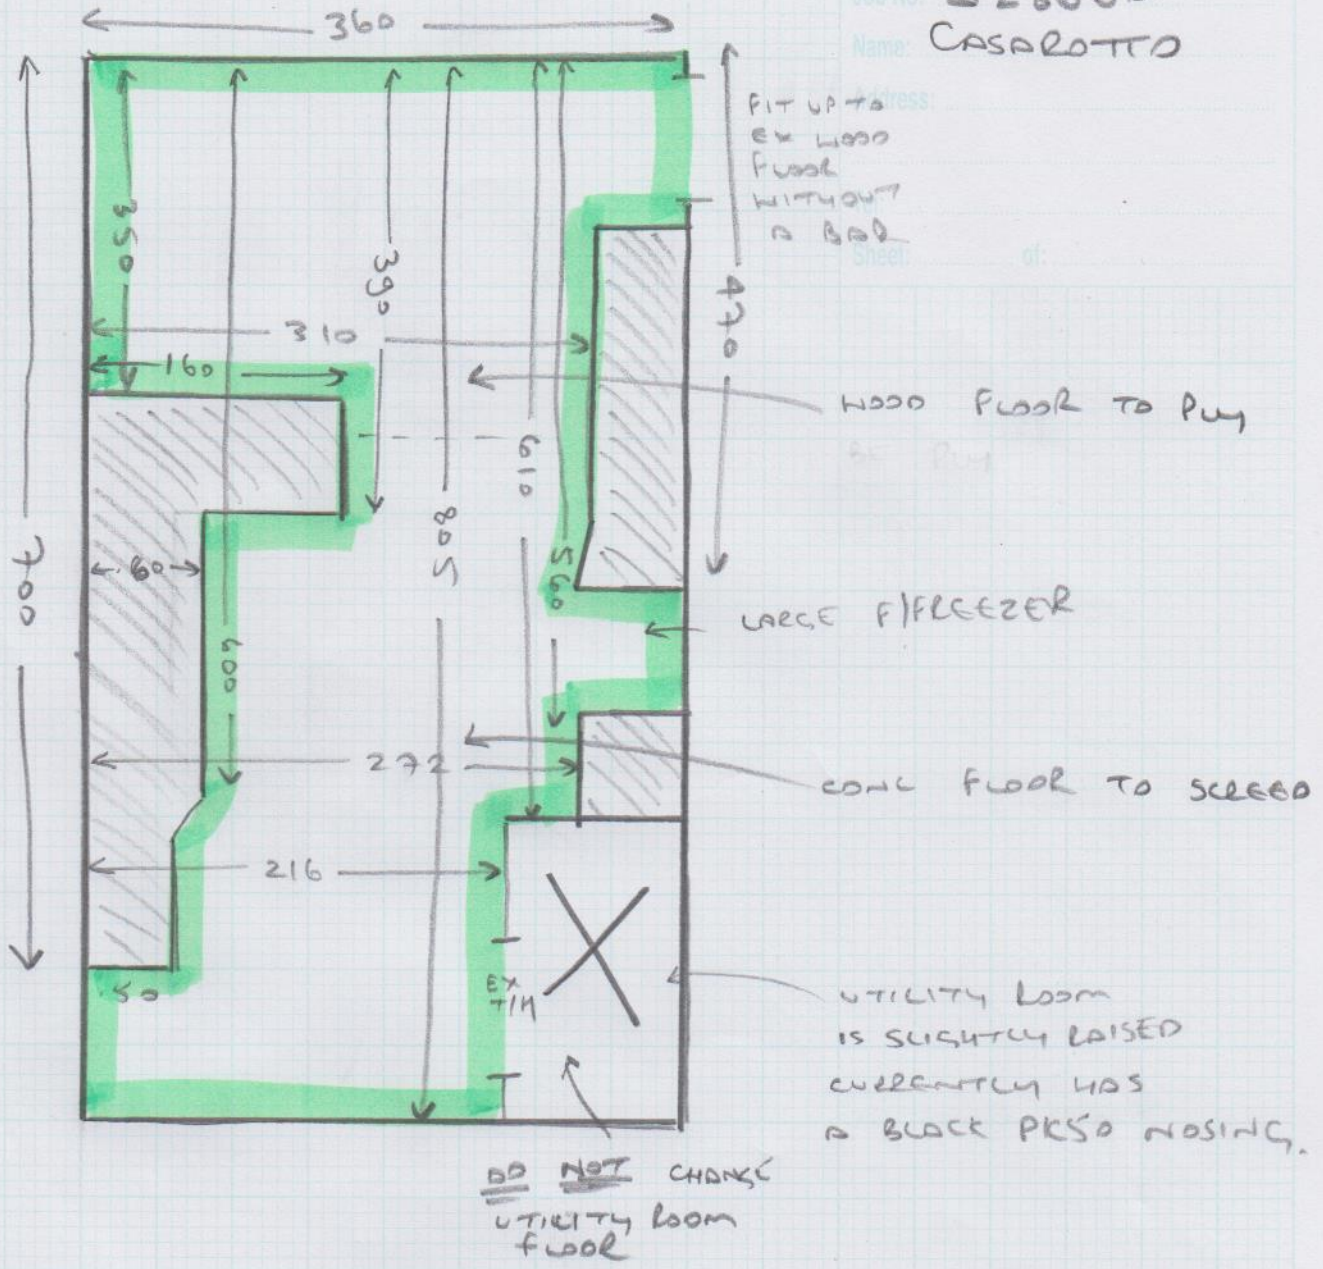 360
CASAROTTO
Name:
Address:
FIT UP TO
EX WOOD
FLOOR
WITHOUT
A BAR
Sheet: of:
350
390
470
310
160
WOOD FLOOR TO PLY
610
805
700
560
60
LARGE F/FREEZER
600
272
CONC FLOOR TO SCREED
216
50
EX
T/H
UTILITY ROOM
IS SLIGHTLY RAISED
CURRENTLY HAS
A BLACK PK50 NOSING.
DO NOT CHANGE
UTILITY ROOM
FLOOR